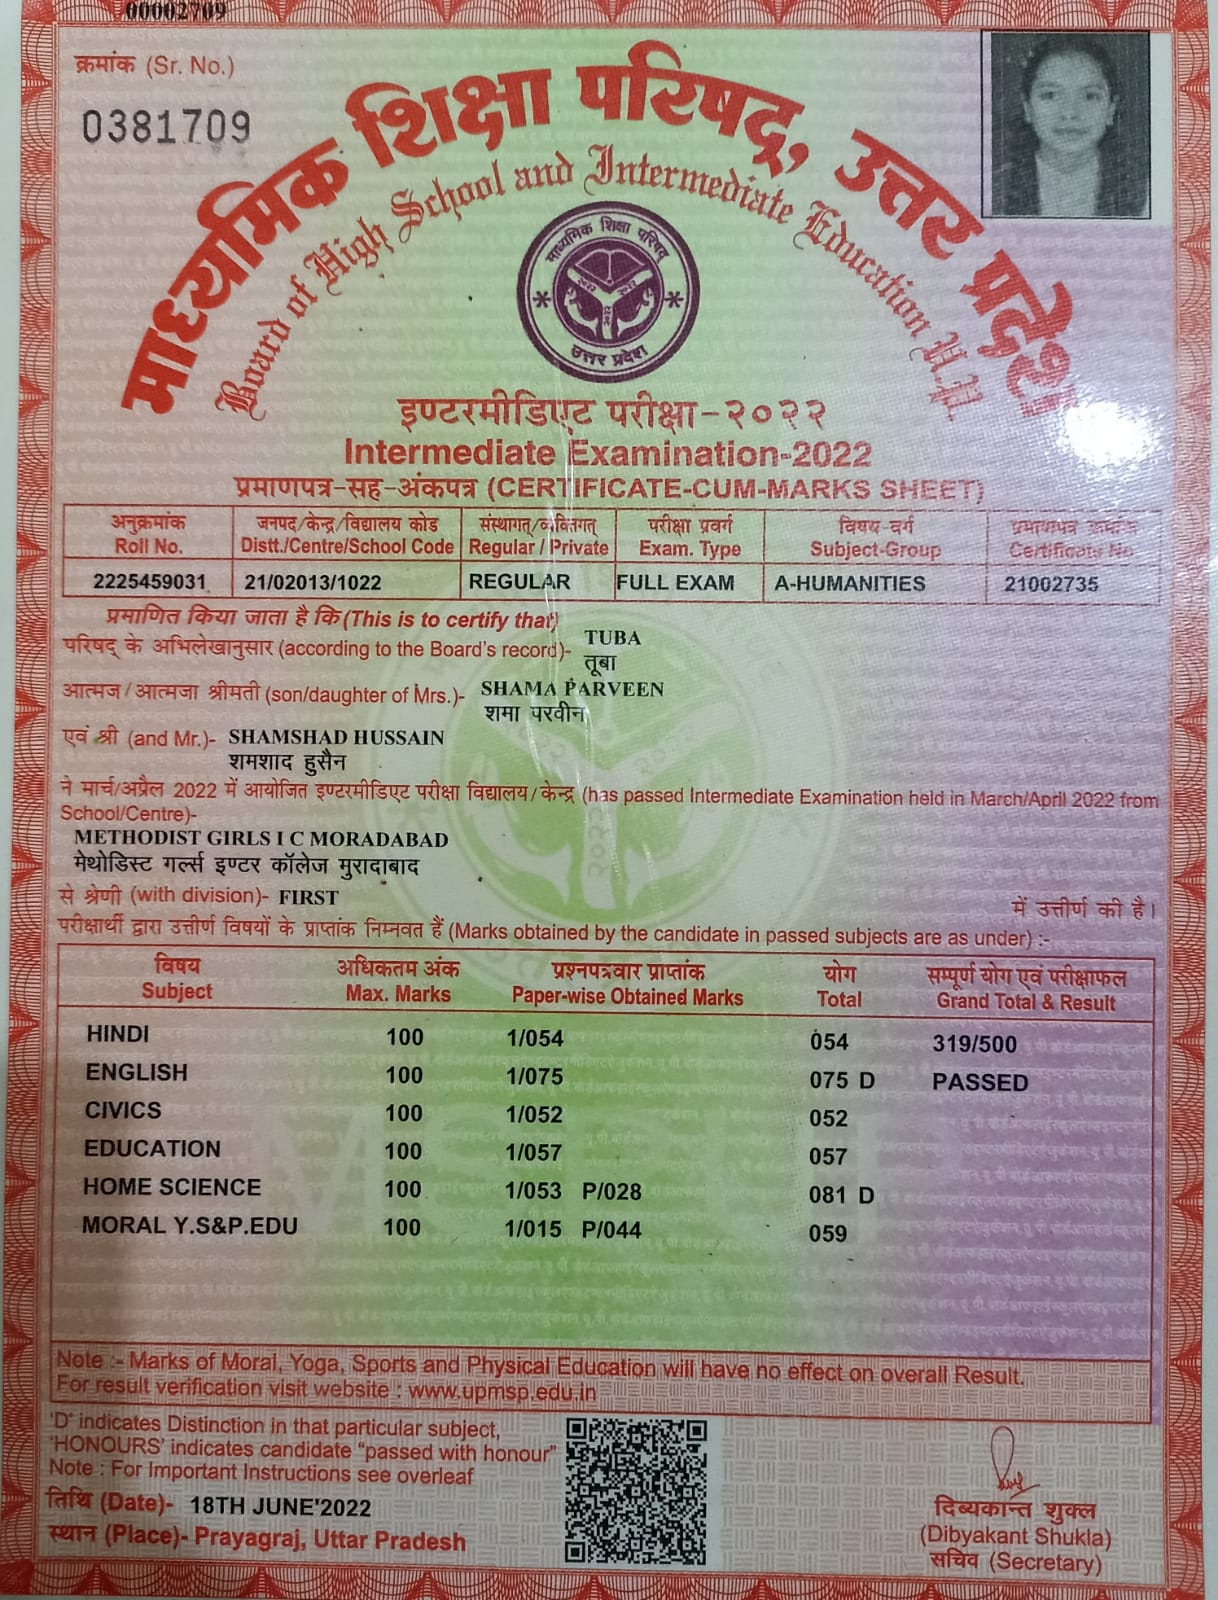 00002709
क्रमांक (Sr. No.)
0381709
माध्यमिक शिक्षा परिषद्, उत्तर प्रदेश
Board of High School and Intermediate Education U.P.
माध्यमिक शिक्षा परिषद्
उत्तर प्रदेश
इण्टरमीडिएट परीक्षा-२०२२
Intermediate Examination-2022
प्रमाणपत्र-सह-अंकपत्र (CERTIFICATE-CUM-MARKS SHEET)
अनुक्रमांक जनपद/केन्द्र/विद्यालय कोड संस्थागत्/व्यक्तिगत् परीक्षा प्रवर्ग विषय-वर्ग प्रमाणपत्र क्रमांक
Roll No. Distt./Centre/School Code Regular / Private Exam. Type Subject-Group Certificate No.
2225459031 21/02013/1022 REGULAR FULL EXAM A-HUMANITIES 21002735
प्रमाणित किया जाता है कि (This is to certify that)
परिषद् के अभिलेखानुसार (according to the Board's record)- TUBA
तूबा
आत्मज/आत्मजा श्रीमती (son/daughter of Mrs.)- SHAMA PARVEEN
शमा परवीन
एवं श्री (and Mr.)- SHAMSHAD HUSSAIN
शमशाद हुसैन
ने मार्च/अप्रैल 2022 में आयोजित इण्टरमीडिएट परीक्षा विद्यालय/केन्द्र (has passed Intermediate Examination held in March/April 2022 from
School/Centre)-
METHODIST GIRLS I C MORADABAD
मेथोडिस्ट गर्ल्स इण्टर कॉलेज मुरादाबाद
से श्रेणी (with division)- FIRST में उत्तीर्ण की है।
परीक्षार्थी द्वारा उत्तीर्ण विषयों के प्राप्तांक निम्नवत हैं (Marks obtained by the candidate in passed subjects are as under) :-
विषय अधिकतम अंक प्रश्नपत्रवार प्राप्तांक योग सम्पूर्ण योग एवं परीक्षाफल
Subject Max. Marks Paper-wise Obtained Marks Total Grand Total & Result
HINDI 100 1/054 054 319/500
ENGLISH 100 1/075 075 D PASSED
CIVICS 100 1/052 052
EDUCATION 100 1/057 057
HOME SCIENCE 100 1/053 P/028 081 D
MORAL Y.S&P.EDU 100 1/015 P/044 059
Note :- Marks of Moral, Yoga, Sports and Physical Education will have no effect on overall Result.
For result verification visit website : www.upmsp.edu.in
'D' indicates Distinction in that particular subject,
'HONOURS' indicates candidate "passed with honour"
Note : For Important Instructions see overleaf
तिथि (Date)- 18TH JUNE'2022
स्थान (Place)- Prayagraj, Uttar Pradesh
दिब्यकान्त शुक्ल
(Dibyakant Shukla)
सचिव (Secretary)